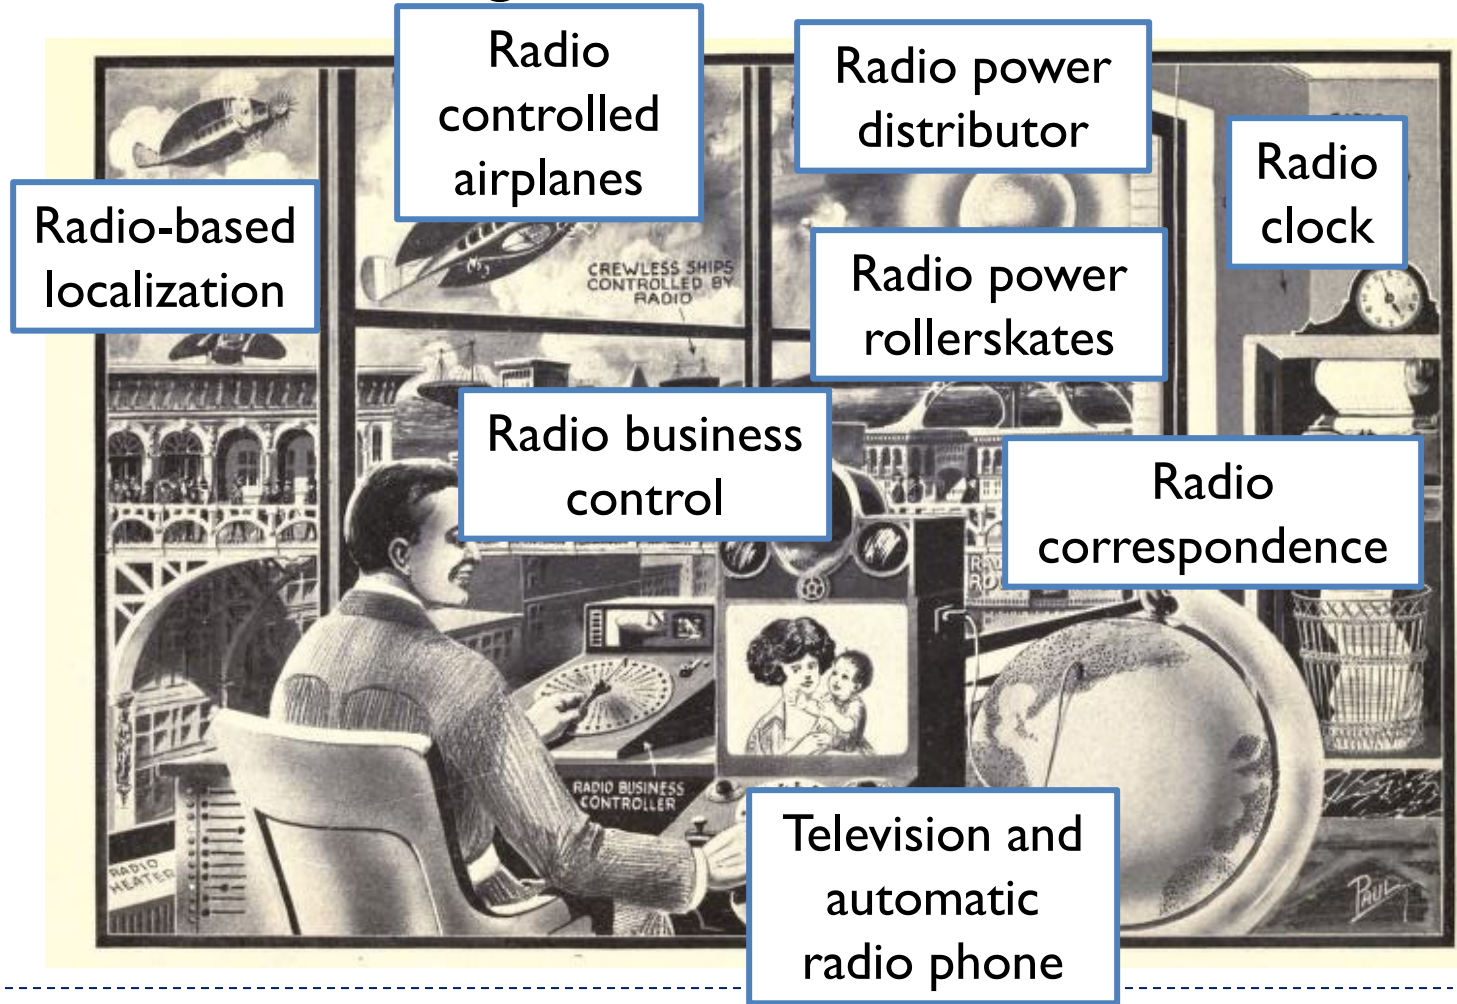 Radio
controlled
airplanes
Radio power
distributor
Radio
clock
Radio-based
localization
CREWLESS SHIPS
CONTROLLED BY
RADIO
Radio power
rollerskates
Radio business
control
Radio
correspondence
RADIO BUSINESS
CONTROLLER
Television and
automatic
radio phone
RADIO
HEATER
PAUL